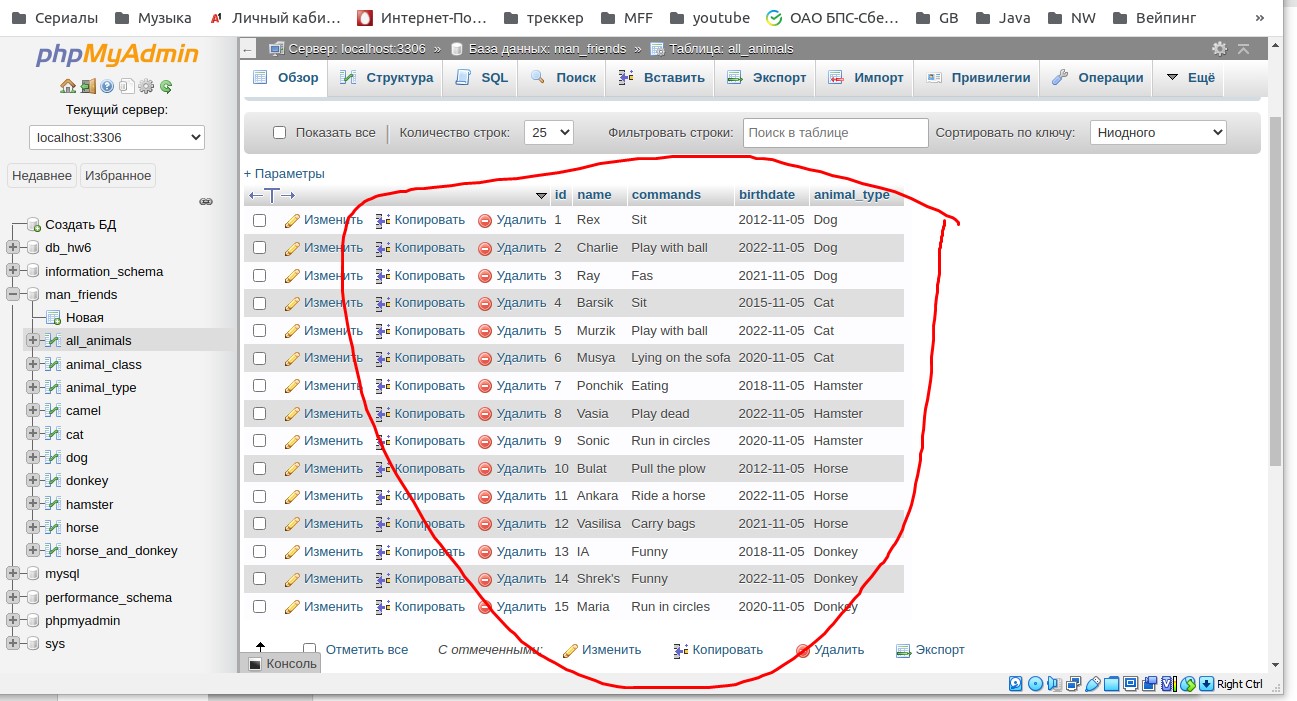 Сериалы Музыка Личный каби... Интернет-По... треккер MFF youtube ОАО БПС-Сбе... GB Java NW Вейпинг »
phpMyAdmin
Текущий сервер:
localhost:3306
Недавнее Избранное
Создать БД
db_hw6
information_schema
man_friends
Новая
all_animals
animal_class
animal_type
camel
cat
dog
donkey
hamster
horse
horse_and_donkey
mysql
performance_schema
phpmyadmin
sys
Сервер: localhost:3306 » База данных: man_friends » Таблица: all_animals
Обзор Структура SQL Поиск Вставить Экспорт Импорт Привилегии Операции Ещё
Показать все Количество строк: 25 Фильтровать строки: Поиск в таблице Сортировать по ключу: Ниодного
+ Параметры
←T→ id name commands birthdate animal_type
Изменить Копировать Удалить 1 Rex Sit 2012-11-05 Dog
Изменить Копировать Удалить 2 Charlie Play with ball 2022-11-05 Dog
Изменить Копировать Удалить 3 Ray Fas 2021-11-05 Dog
Изменить Копировать Удалить 4 Barsik Sit 2015-11-05 Cat
Изменить Копировать Удалить 5 Murzik Play with ball 2022-11-05 Cat
Изменить Копировать Удалить 6 Musya Lying on the sofa 2020-11-05 Cat
Изменить Копировать Удалить 7 Ponchik Eating 2018-11-05 Hamster
Изменить Копировать Удалить 8 Vasia Play dead 2022-11-05 Hamster
Изменить Копировать Удалить 9 Sonic Run in circles 2020-11-05 Hamster
Изменить Копировать Удалить 10 Bulat Pull the plow 2012-11-05 Horse
Изменить Копировать Удалить 11 Ankara Ride a horse 2022-11-05 Horse
Изменить Копировать Удалить 12 Vasilisa Carry bags 2021-11-05 Horse
Изменить Копировать Удалить 13 IA Funny 2018-11-05 Donkey
Изменить Копировать Удалить 14 Shrek's Funny 2022-11-05 Donkey
Изменить Копировать Удалить 15 Maria Run in circles 2020-11-05 Donkey
Отметить все С отмеченными: Изменить Копировать Удалить Экспорт
Консоль
Right Ctrl